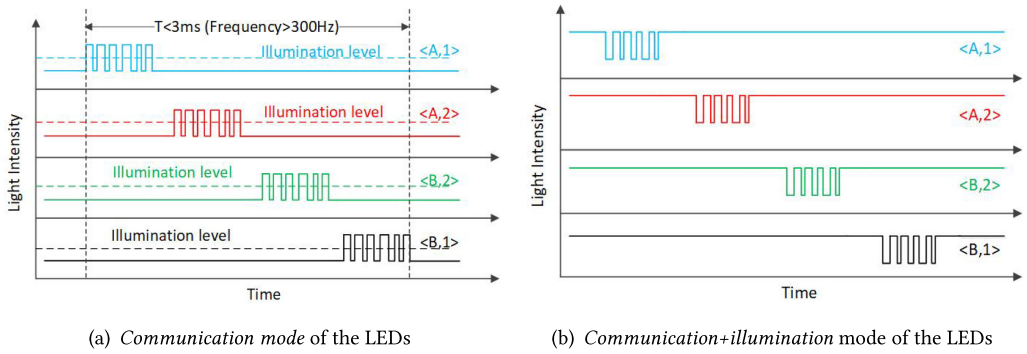 T<3ms (Frequency>300Hz)
Illumination level <A,1>
Illumination level <A,2>
Illumination level <B,2>
Illumination level <B,1>
Light Intensity
Time
(a) Communication mode of the LEDs
<A,1>
<A,2>
<B,2>
<B,1>
Light Intensity
Time
(b) Communication+illumination mode of the LEDs